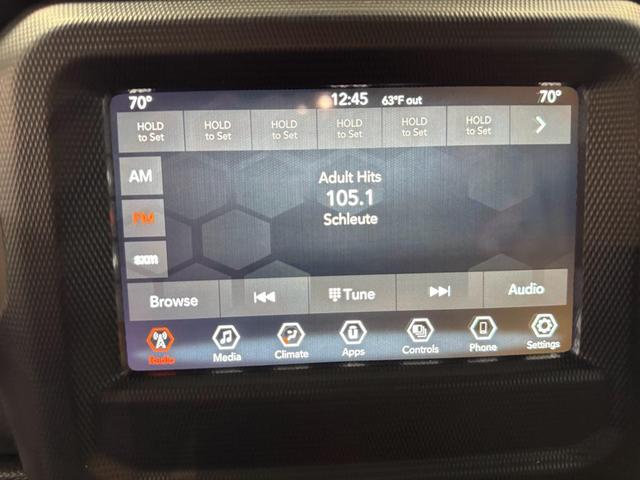 70° 12:45 63°F out 70°
HOLD to Set HOLD to Set HOLD to Set HOLD to Set HOLD to Set HOLD to Set
AM
Adult Hits
105.1
FM
Schleute
sxm
Browse Tune Audio
Radio Media Climate Apps Controls Phone Settings